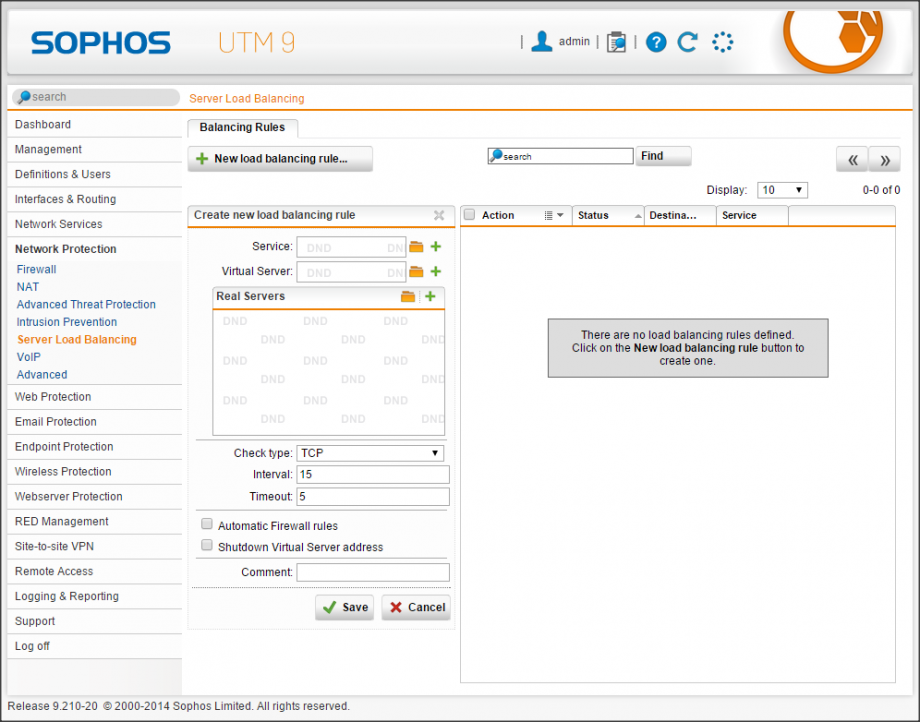 SOPHOS UTM 9
| admin | | ?
search
Server Load Balancing
Dashboard
Management
Definitions & Users
Interfaces & Routing
Network Services
Network Protection
Firewall
NAT
Advanced Threat Protection
Intrusion Prevention
Server Load Balancing
VoIP
Advanced
Web Protection
Email Protection
Endpoint Protection
Wireless Protection
Webserver Protection
RED Management
Site-to-site VPN
Remote Access
Logging & Reporting
Support
Log off
Balancing Rules
+ New load balancing rule...
search Find
« »
Display: 10 0-0 of 0
Create new load balancing rule
Service: DND DN
Virtual Server: DND DN
Real Servers
DND DND DND
DND DND DND
DND DND DND
DND DND DND
DND DND DND
DND DND DND
Check type: TCP
Interval: 15
Timeout: 5
Automatic Firewall rules
Shutdown Virtual Server address
Comment:
Save Cancel
Action Status Destina... Service
There are no load balancing rules defined.
Click on the New load balancing rule button to
create one.
Release 9.210-20 © 2000-2014 Sophos Limited. All rights reserved.